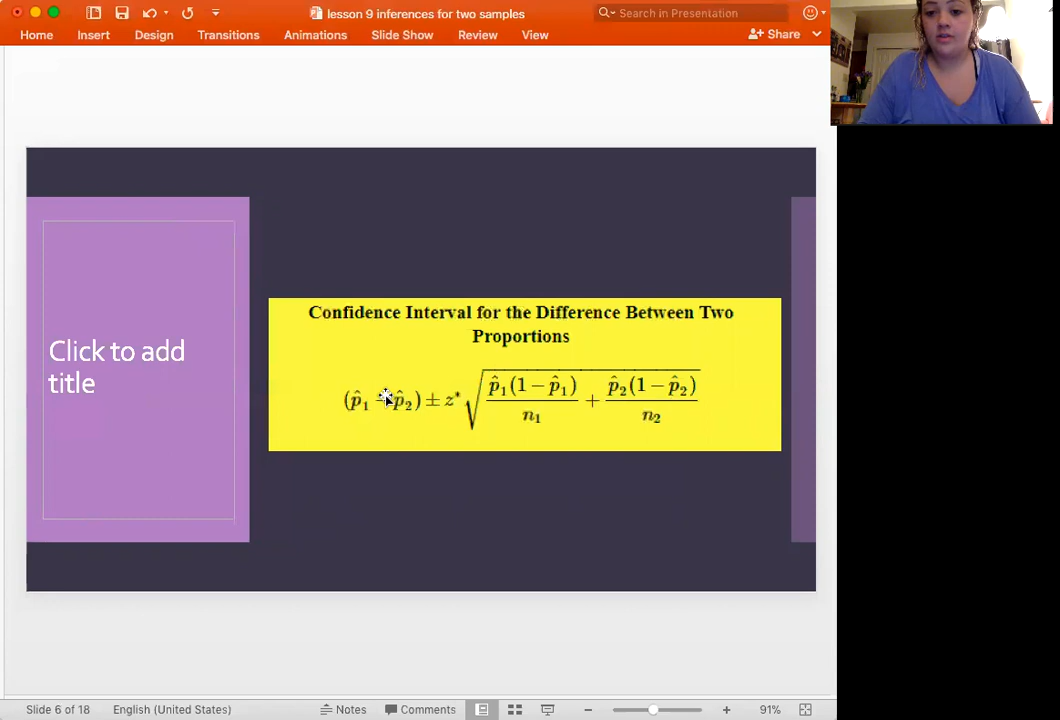 lesson 9 inferences for two samples
Search in Presentation
Home Insert Design Transitions Animations Slide Show Review View Share
Click to add
title
Confidence Interval for the Difference Between Two
Proportions
(p̂₁ − p̂₂) ± z* √( p̂₁(1 − p̂₁) / n₁ + p̂₂(1 − p̂₂) / n₂ )
Slide 6 of 18 English (United States) Notes Comments 91%